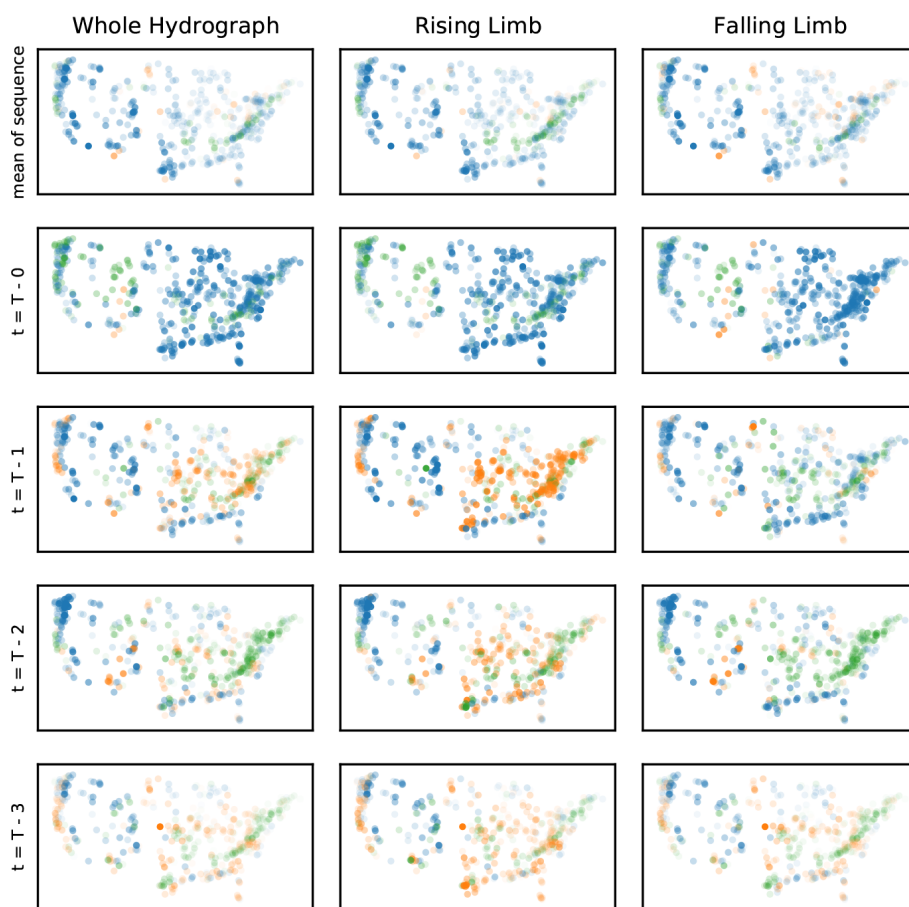 Whole Hydrograph
Rising Limb
Falling Limb
mean of sequence
t = T - 0
t = T - 1
t = T - 2
t = T - 3